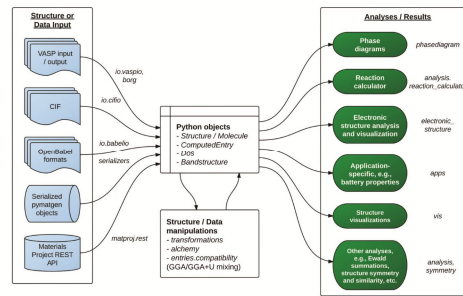 Structure or
Data Input
VASP input
/ output
CIF
OpenBabel
formats
Serialized
pymatgen
objects
Materials
Project REST
API
io.vaspio,
borg
io.cifio
io.babelio
serializers
matproj.rest
Python objects
- Structure / Molecule
- ComputedEntry
- Dos
- Bandstructure
Structure / Data
manipulations
- transformations
- alchemy
- entries.compatibility
(GGA/GGA+U mixing)
Analyses / Results
Phase
diagrams
phasediagram
Reaction
calculator
analysis.
reaction_calculato
Electronic
structure analysis
and visualization
electronic_
structure
Application-
specific, e.g.,
battery properties
apps
Structure
visualizations
vis
Other analyses,
e.g., Ewald
summations,
structure symmetry
and similarity, etc.
analysis,
symmetry